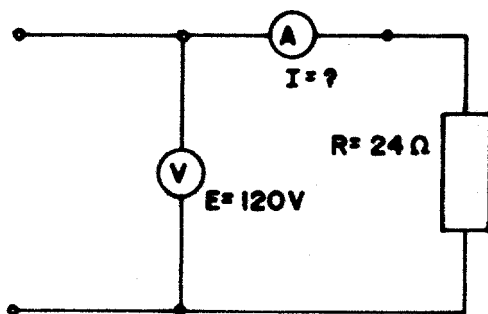 A
I = ?
R= 24 Ω
V
E= 120V